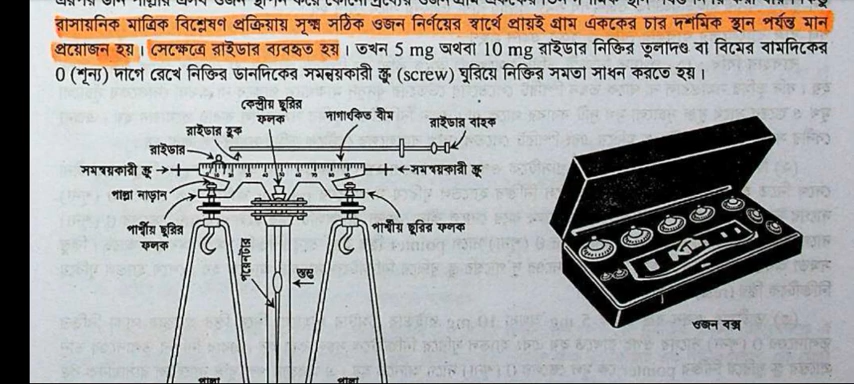 রাসায়নিক মাত্রিক বিশ্লেষণ প্রক্রিয়ায় সূক্ষ্ম সঠিক ওজন নির্ণয়ের স্বার্থে প্রায়ই গ্রাম এককের চার দশমিক স্থান পর্যন্ত মান
প্রয়োজন হয়। সেক্ষেত্রে রাইডার ব্যবহৃত হয়। তখন 5 mg অথবা 10 mg রাইডার নিক্তির তুলাদণ্ড বা বিমের বামদিকের
0 (শূন্য) দাগে রেখে নিক্তির ডানদিকের সমন্বয়কারী স্ক্রু (screw) ঘুরিয়ে নিক্তির সমতা সাধন করতে হয়।
কেন্দ্রীয় ছুরির
ফলক
দাগাংকিত বীম
রাইডার বাহক
রাইডার হুক
রাইডার
সমন্বয়কারী স্ক্রু
সমন্বয়কারী স্ক্রু
পাল্লা নাড়ান
পার্শ্বীয় ছুরির
ফলক
পার্শ্বীয় ছুরির
ফলক
পয়েন্টার
স্তম্ভ
পাল্লা
পাল্লা
ওজন বক্স